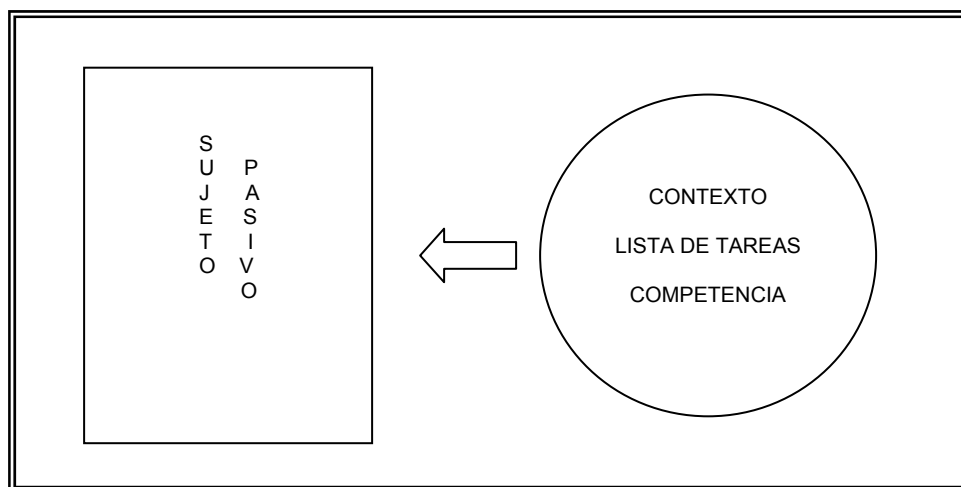 SUJETO
PASIVO
CONTEXTO
LISTA DE TAREAS
COMPETENCIA